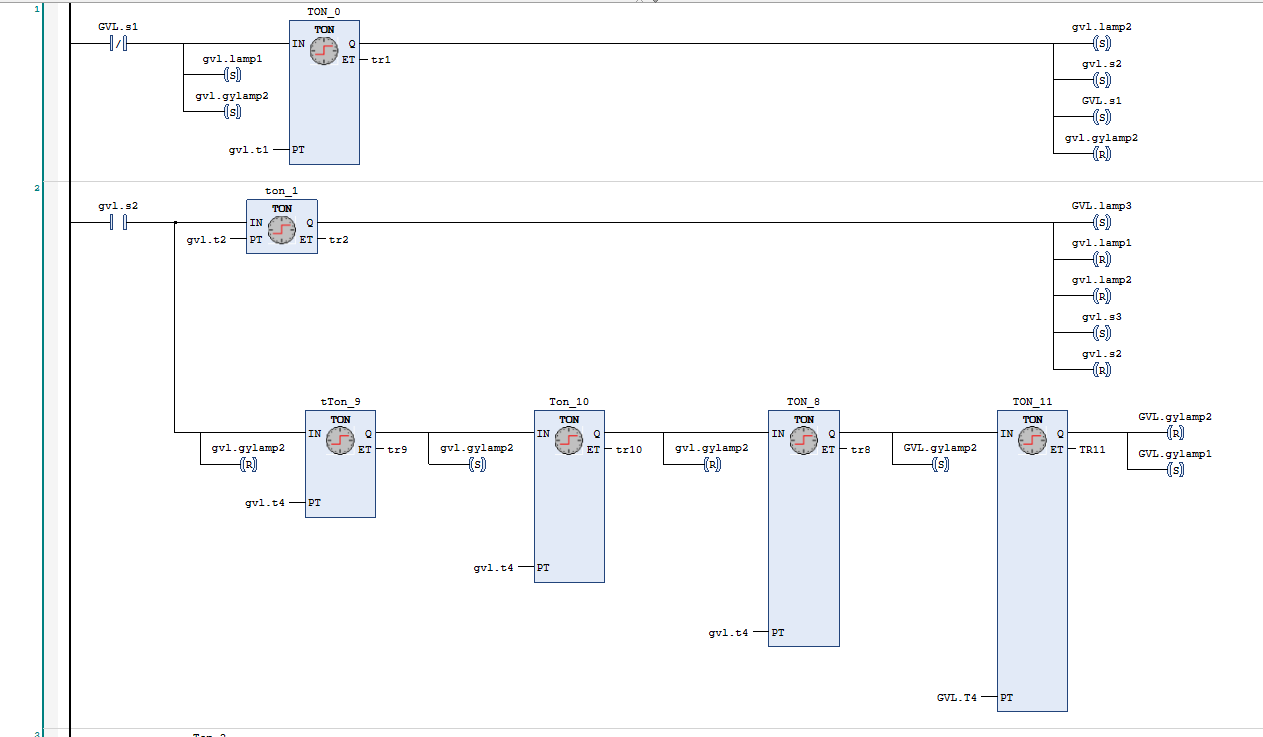 1
GVL.s1
TON_0
TON
IN
Q
ET
tr1
gvl.lamp1
S
gvl.gylamp2
S
gvl.t1
PT
gvl.lamp2
S
gvl.s2
S
GVL.s1
S
gvl.gylamp2
R
2
gvl.s2
ton_1
TON
IN
Q
gvl.t2
PT
ET
tr2
GVL.lamp3
S
gvl.lamp1
R
gvl.lamp2
R
gvl.s3
S
gvl.s2
R
tTon_9
TON
IN
Q
ET
tr9
gvl.gylamp2
R
gvl.t4
PT
Ton_10
TON
IN
Q
ET
tr10
gvl.gylamp2
S
gvl.t4
PT
TON_8
TON
IN
Q
ET
tr8
gvl.gylamp2
R
gvl.t4
PT
TON_11
TON
IN
Q
ET
TR11
GVL.gylamp2
S
GVL.T4
PT
GVL.gylamp2
R
GVL.gylamp1
S
3